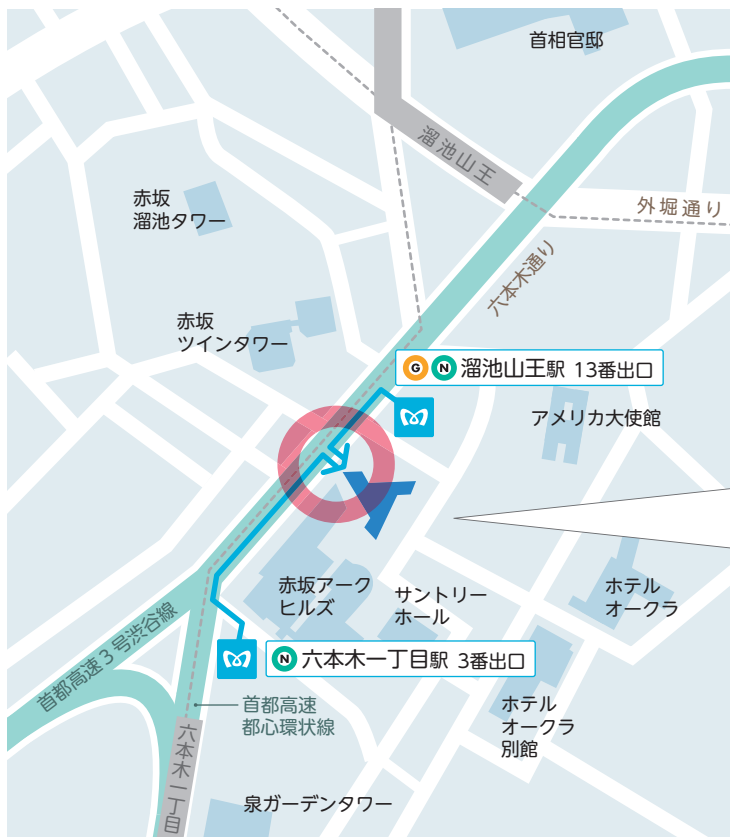 首相官邸
溜池山王
赤坂
溜池タワー
外堀通り
六本木通り
赤坂
ツインタワー
G N 溜池山王駅 13番出口
アメリカ大使館
赤坂アーク
ヒルズ
サントリー
ホール
ホテル
オークラ
首都高速3号渋谷線
N 六本木一丁目駅 3番出口
首都高速
都心環状線
ホテル
オークラ
別館
六本木一丁目
泉ガーデンタワー